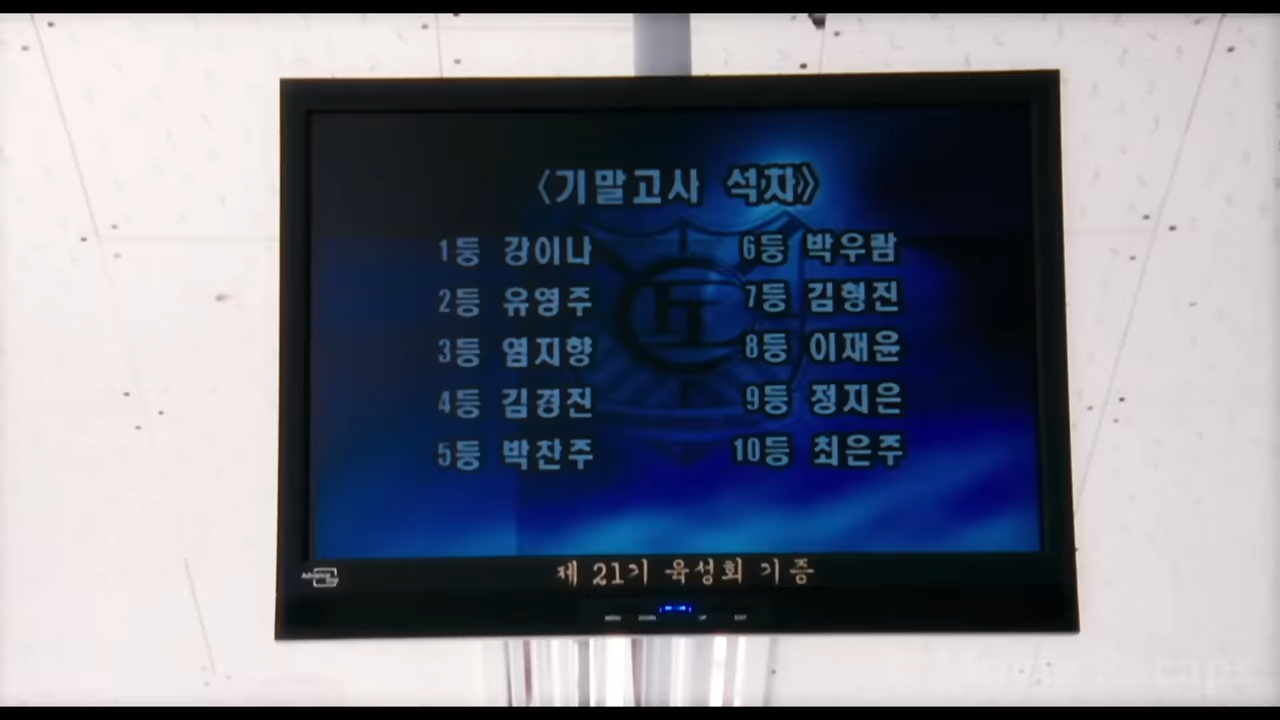 〈기말고사 석차〉
1등 강이나
2등 유영주
3등 염지향
4등 김경진
5등 박찬주
6등 박우람
7등 김형진
8등 이재윤
9등 정지은
10등 최은주
제 21기 육성회 기증